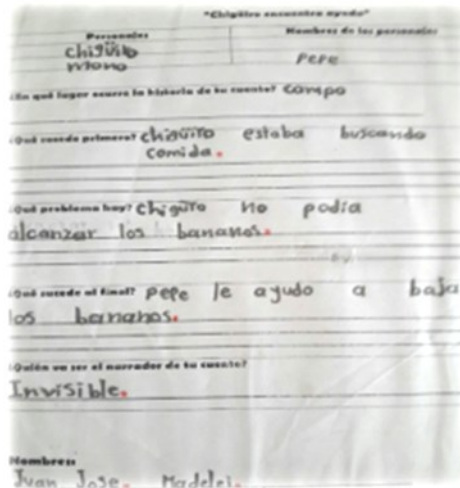 "Chigüiro encuentra ayuda"
Personajes Nombres de los personajes
chigüiro Pepe
mono
¿En qué lugar ocurre la historia de tu cuento? Campo
¿Qué sucede primero? chigüiro estaba buscando
comida.
¿Qué problema hay? Chigüro no podia
alcanzar los bananos.
¿Qué sucede al final? pepe le ayudo a baja
los bananos.
¿Quién va ser el narrador de tu cuento?
Invisible.
Nombres:
Juan Jose. Madelei.